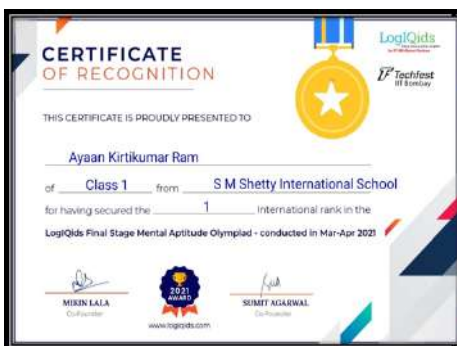 LogIQids
CERTIFICATE
OF RECOGNITION
Techfest
IIT Bombay
THIS CERTIFICATE IS PROUDLY PRESENTED TO
Ayaan Kirtikumar Ram
of Class 1 from S M Shetty International School
for having secured the 1 International rank in the
LogIQids Final Stage Mental Aptitude Olympiad - conducted in Mar-Apr 2021
2021
AWARD
MIKIN LALA
Co-Founder
SUMIT AGARWAL
Co-Founder
www.logiqids.com